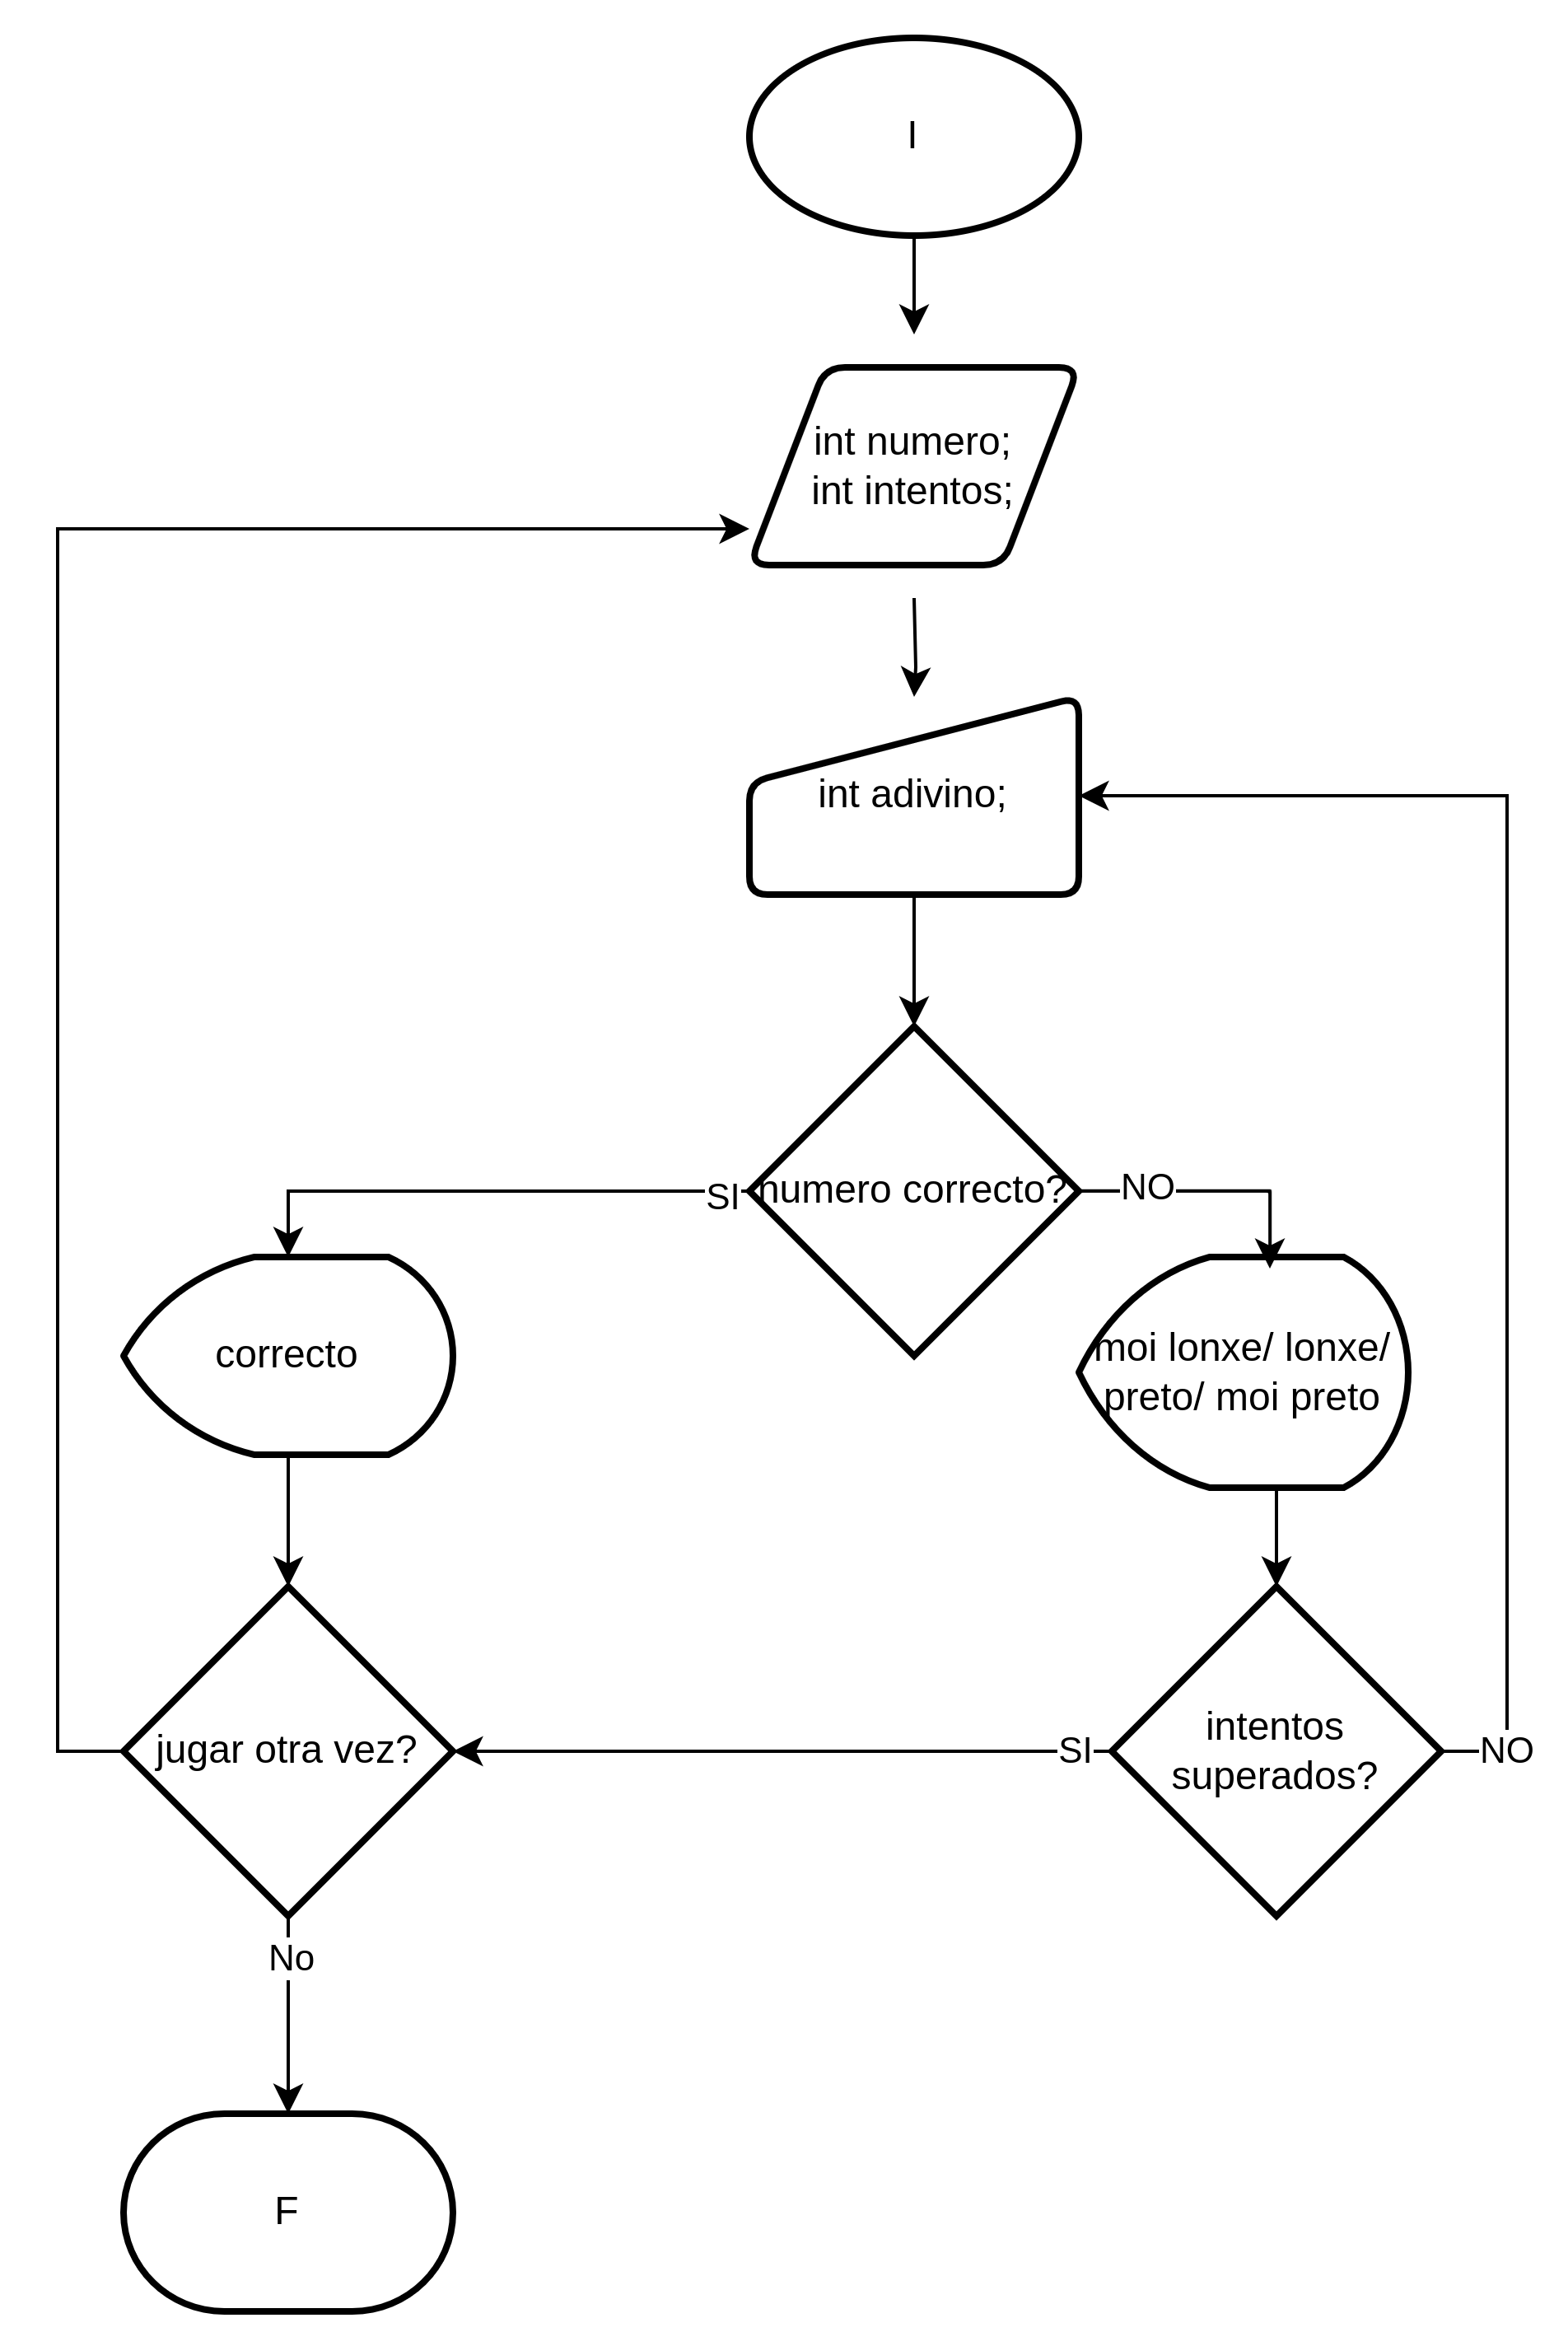 I
int numero;
int intentos;
int adivino;
numero correcto?
SI
NO
correcto
moi lonxe/ lonxe/
preto/ moi preto
jugar otra vez?
SI
intentos
superados?
NO
No
F